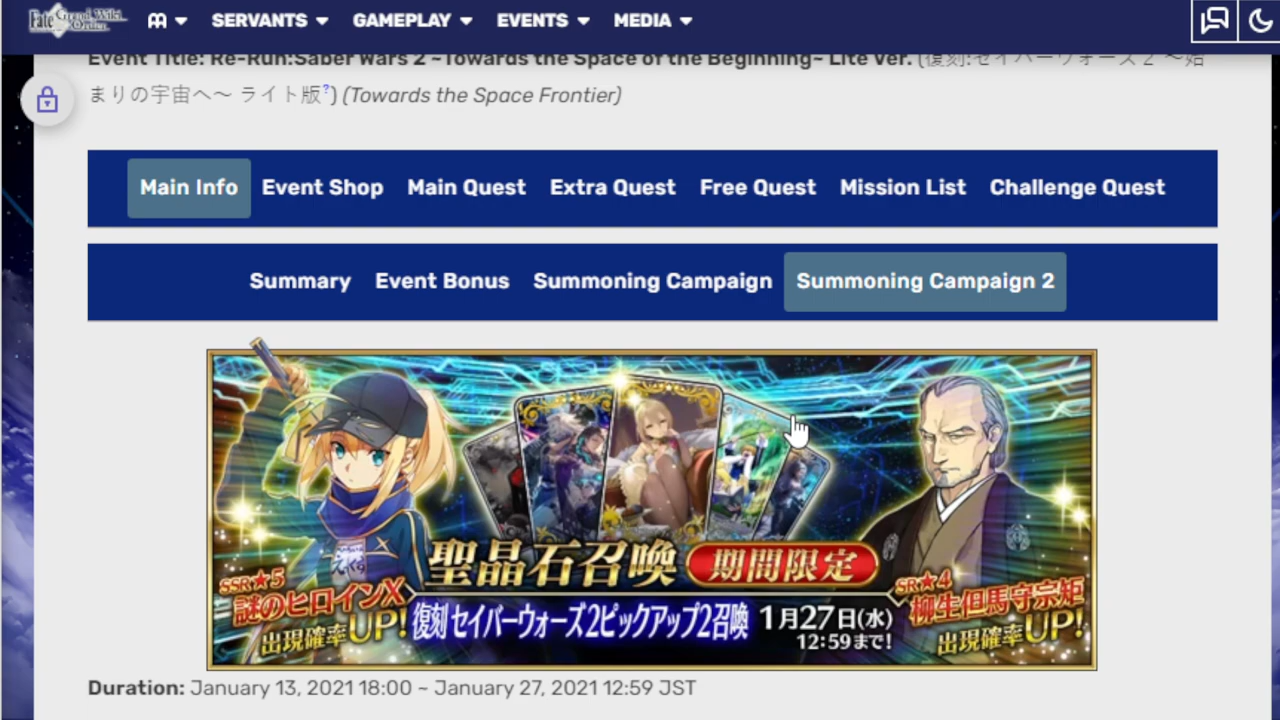 Fate Grand Order Wiki
SERVANTS GAMEPLAY EVENTS MEDIA
Event Title: Re-Run:Saber Wars 2 ~Towards the Space of the Beginning~ Lite Ver. (復刻:セイバーウォーズ２ ～始
まりの宇宙へ～ ライト版?) (Towards the Space Frontier)
Main Info Event Shop Main Quest Extra Quest Free Quest Mission List Challenge Quest
Summary Event Bonus Summoning Campaign Summoning Campaign 2
聖晶石召喚 期間限定
SSR★5
謎のヒロインX
出現確率UP!
復刻 セイバーウォーズ2ピックアップ2召喚
1月27日(水)
12:59まで!
SR★4
柳生但馬守宗矩
出現確率UP!
Duration: January 13, 2021 18:00 ~ January 27, 2021 12:59 JST